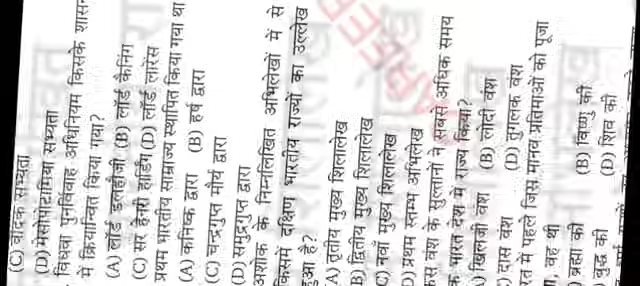 (C) वैदिक सभ्यता
(D) मेसोपोटामिया सभ्यता
विधवा पुनर्विवाह अधिनियम किसके शासन
में क्रियान्वित किया गया?
(A) लॉर्ड डलहौजी (B) लॉर्ड कैनिंग
(C) सर हेनरी हार्डिंग (D) लॉर्ड लारेंस
प्रथम भारतीय साम्राज्य स्थापित किया गया था
(A) कनिष्क द्वारा (B) हर्ष द्वारा
(C) चन्द्रगुप्त मौर्य द्वारा
(D) समुद्रगुप्त द्वारा
अशोक के निम्नलिखित अभिलेखों में से
किसमें दक्षिण भारतीय राज्यों का उल्लेख
हुआ है?
A) तृतीय मुख्य शिलालेख
B) द्वितीय मुख्य शिलालेख
C) नवाँ मुख्य शिलालेख
D) प्रथम स्तम्भ अभिलेख
स वंश के सुल्तानों ने सबसे अधिक समय
क भारत देश में राज्य किया?
) खिलजी वंश (B) लोदी वंश
) दास वंश (D) तुगलक वंश
रत में पहले जिस मानव प्रतिमाओं को पूजा
, वह थी
) ब्रह्मा की (B) विष्णु की
) बुद्ध की (D) शिव की